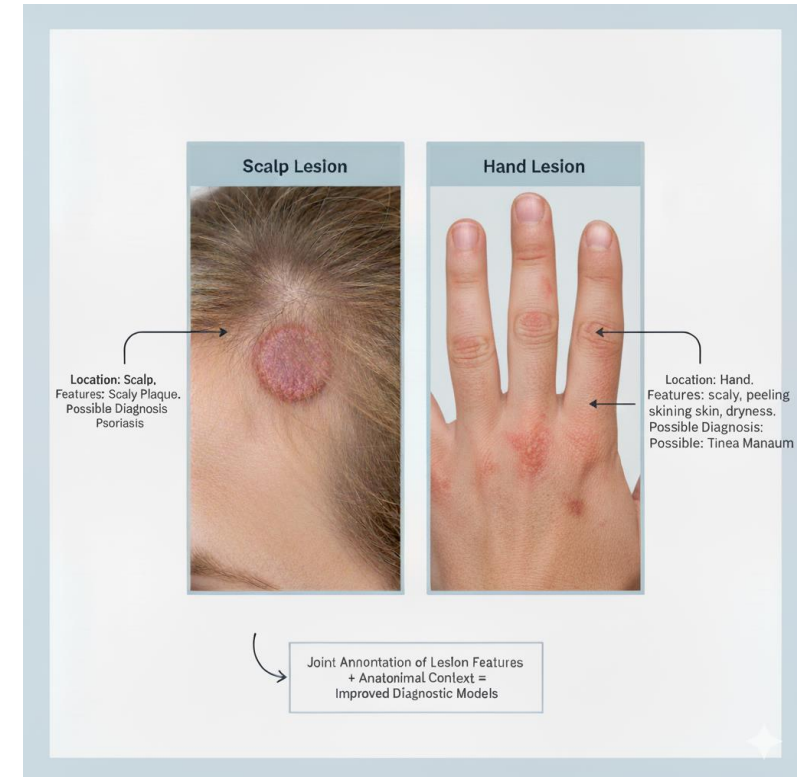 Scalp Lesion
Hand Lesion
Location: Scalp,
Features: Scaly Plaque.
Possible Diagnosis
Psoriasis
Location: Hand.
Features: scaly, peeling
skining skin, dryness.
Possible Diagnosis:
Possible: Tinea Manaum
Joint Annontation of Lesion Features
+ Anatonimal Context =
Improved Diagnostic Models